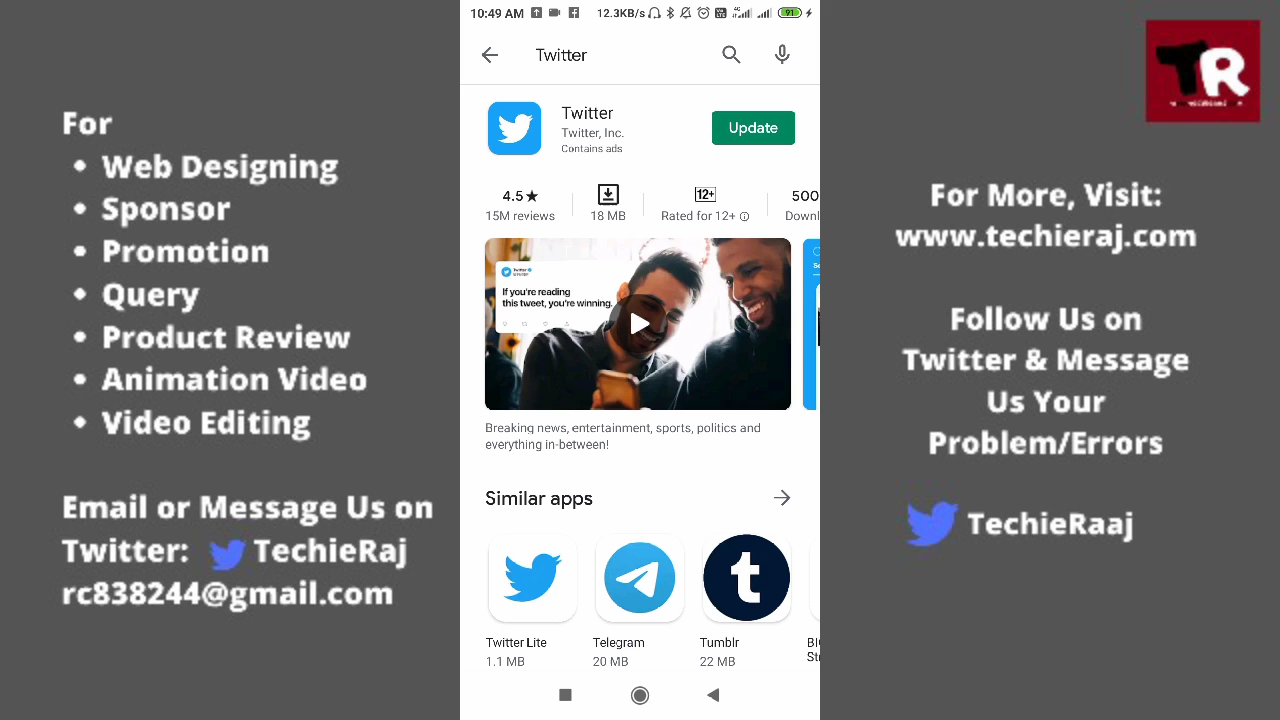 For
• Web Designing
• Sponsor
• Promotion
• Query
• Product Review
• Animation Video
• Video Editing
Email or Message Us on
Twitter: TechieRaj
rc838244@gmail.com
10:49 AM
12.3KB/s
91
Twitter
Twitter
Twitter, Inc.
Contains ads
Update
4.5★
15M reviews
18 MB
12+
Rated for 12+
500
Downl
Twitter
If you're reading
this tweet, you're winning.
Breaking news, entertainment, sports, politics and
everything in-between!
Similar apps
t
Twitter Lite
1.1 MB
Telegram
20 MB
Tumblr
22 MB
TR
For More, Visit:
www.techieraj.com
Follow Us on
Twitter & Message
Us Your
Problem/Errors
TechieRaaj